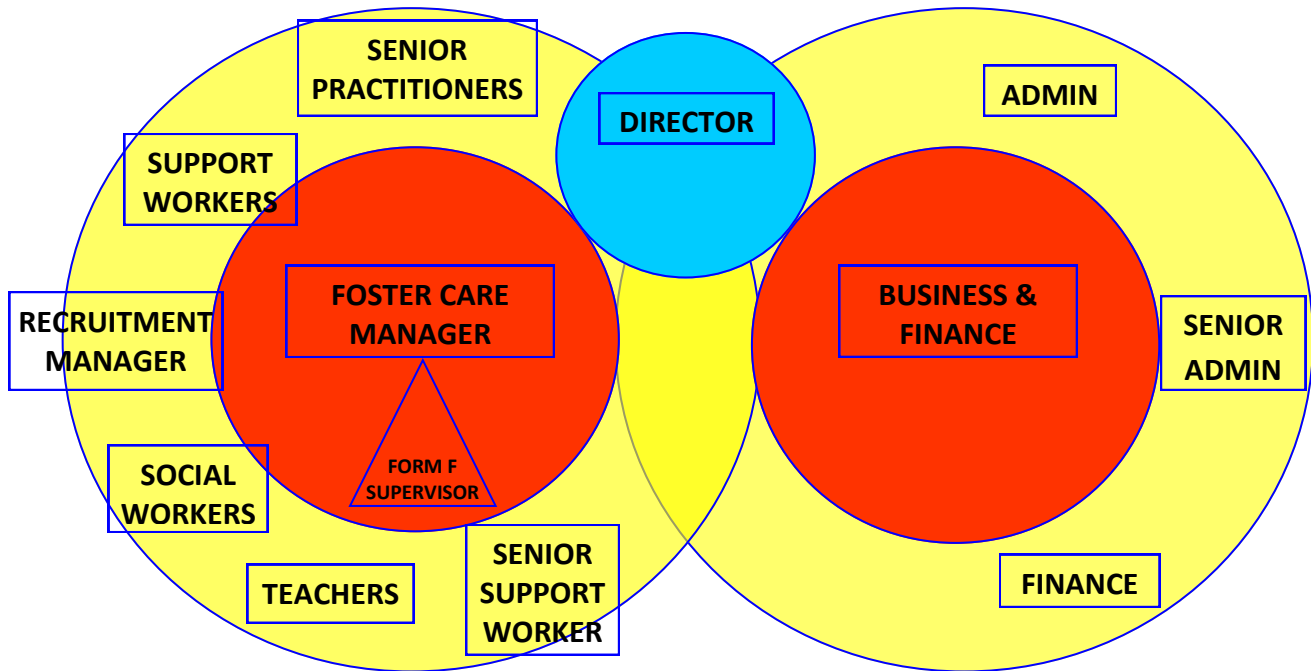 SENIOR
PRACTITIONERS
DIRECTOR
ADMIN
SUPPORT
WORKERS
FOSTER CARE
MANAGER
BUSINESS &
FINANCE
RECRUITMENT
MANAGER
SENIOR
ADMIN
FORM F
SUPERVISOR
SOCIAL
WORKERS
SENIOR
SUPPORT
WORKER
TEACHERS
FINANCE